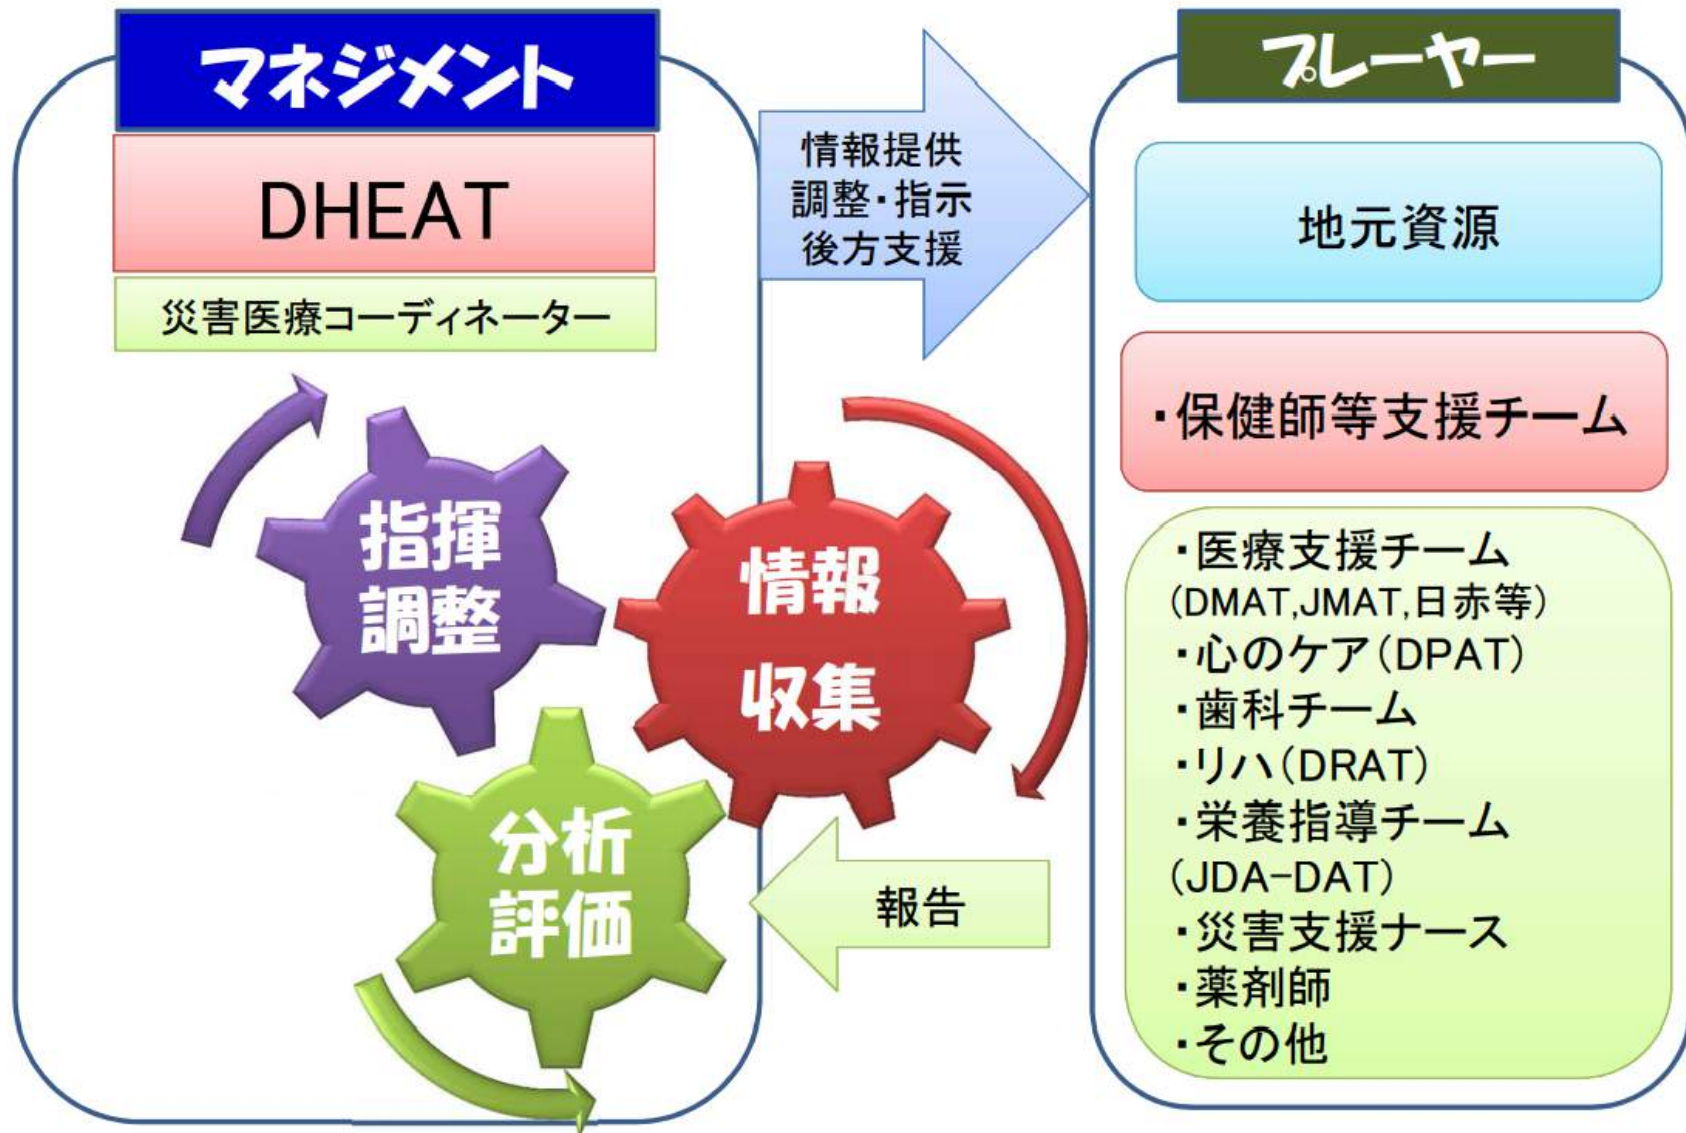 マネジメント
DHEAT
災害医療コーディネーター
指揮
調整
情報
収集
分析
評価
情報提供
調整・指示
後方支援
報告
プレーヤー
地元資源
・保健師等支援チーム
・医療支援チーム
(DMAT,JMAT,日赤等)
・心のケア(DPAT)
・歯科チーム
・リハ(DRAT)
・栄養指導チーム
(JDA-DAT)
・災害支援ナース
・薬剤師
・その他